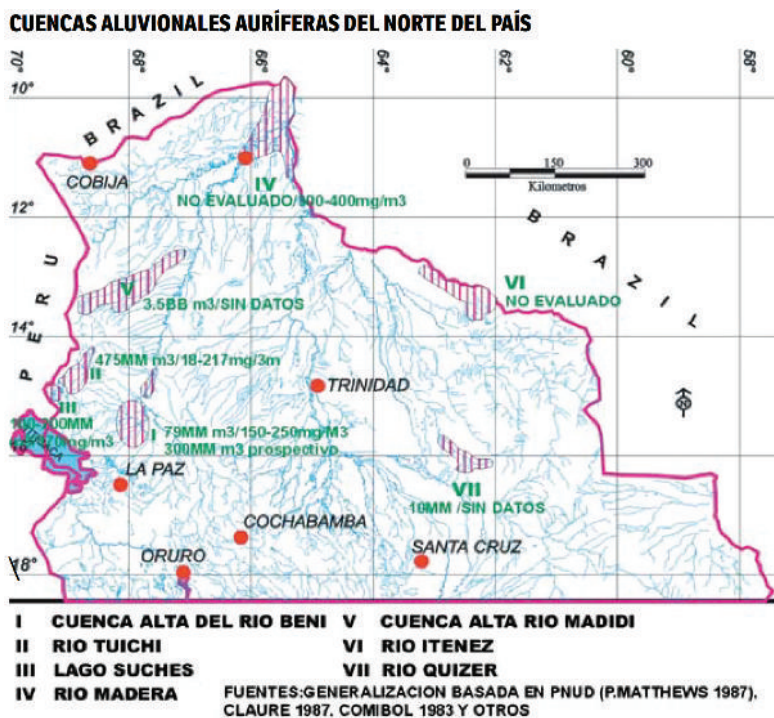 CUENCAS ALUVIONALES AURÍFERAS DEL NORTE DEL PAÍS
70° 68° 66° 64° 62° 60° 58°
10°
BRAZIL
COBIJA
IV
NO EVALUADO/
-400mg/m3
0 150 300
Kilometros
12°
BRAZIL
PERU
V
3.5BB m3/SIN DATOS
VI
NO EVALUADO
14°
475MM m3/18-217mg/3m
II
TRINIDAD
III
I
79MM m3/150-250mg/M3
300MM m3 prospectivo
LA PAZ
VII
10MM /SIN DATOS
COCHABAMBA
ORURO
SANTA CRUZ
18°
I CUENCA ALTA DEL RIO BENI V CUENCA ALTA RIO MADIDI
II RIO TUICHI VI RIO ITENEZ
III LAGO SUCHES VII RIO QUIZER
IV RIO MADERA FUENTES:GENERALIZACION BASADA EN PNUD (P.MATTHEWS 1987),
CLAURE 1987. COMIBOL 1983 Y OTROS